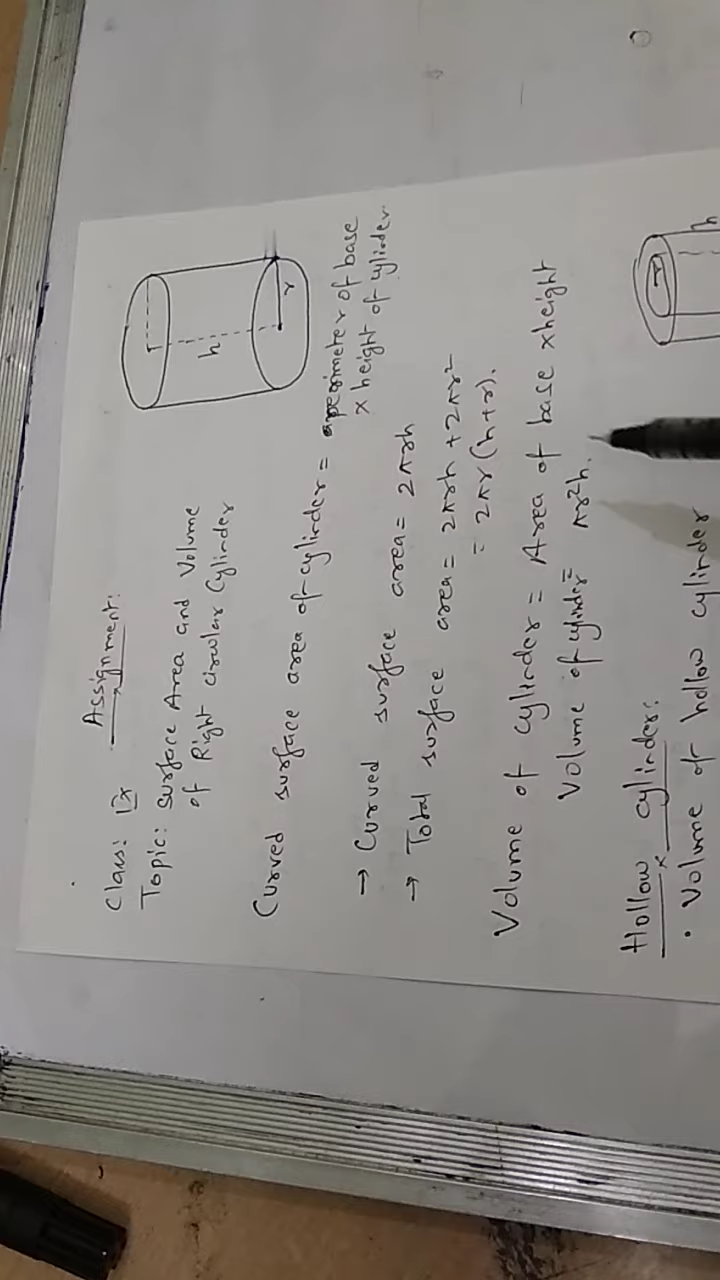 Assignment:
Class: IX
Topic: Surface Area and Volume
of Right circular Cylinder
h
r
Curved surface area of cylinder = perimeter of base
x height of cylinder.
→ Curved surface area = 2πrh
→ Total surface area = 2πrh + 2πr²
= 2πr (h+r).
Volume of cylinder = Area of base x height
Volume of cylinder = πr²h.
Hollow cylinder:
• Volume of hollow cylinder
r
h